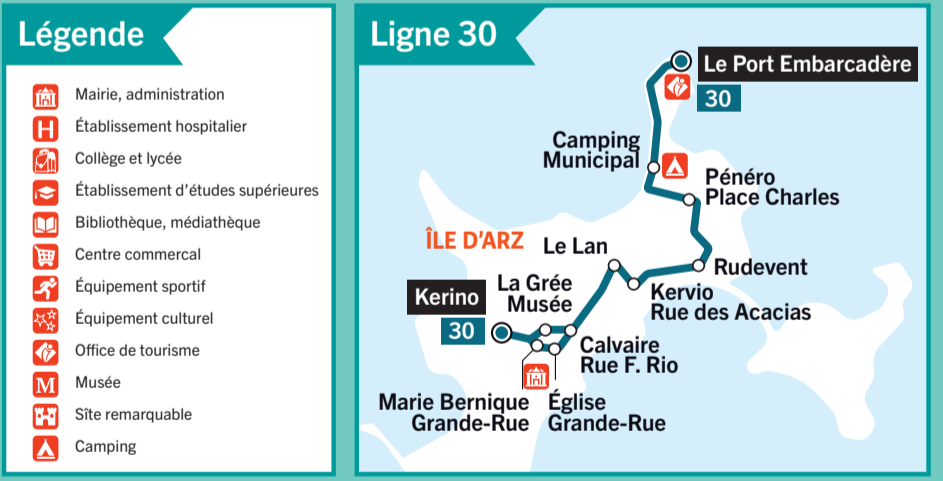 Légende
Mairie, administration
H
Établissement hospitalier
Collège et lycée
Établissement d'études supérieures
Bibliothèque, médiathèque
Centre commercal
Équipement sportif
Équipement culturel
Office de tourisme
M
Musée
Sîte remarquable
Camping
Ligne 30
Le Port Embarcadère
30
Camping
Municipal
Pénéro
Place Charles
ÎLE D'ARZ
Le Lan
Rudevent
Kervio
Rue des Acacias
La Grée
Musée
Kerino
30
Calvaire
Rue F. Rio
Marie Bernique
Grande-Rue
Église
Grande-Rue